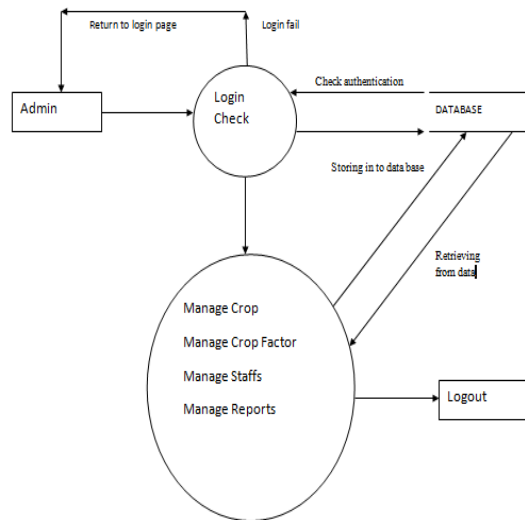 Return to login page
Login fail
Check authentication
Admin
Login
Check
DATABASE
Storing in to data base
Retrieving
from data
Manage Crop
Manage Crop Factor
Manage Staffs
Manage Reports
Logout